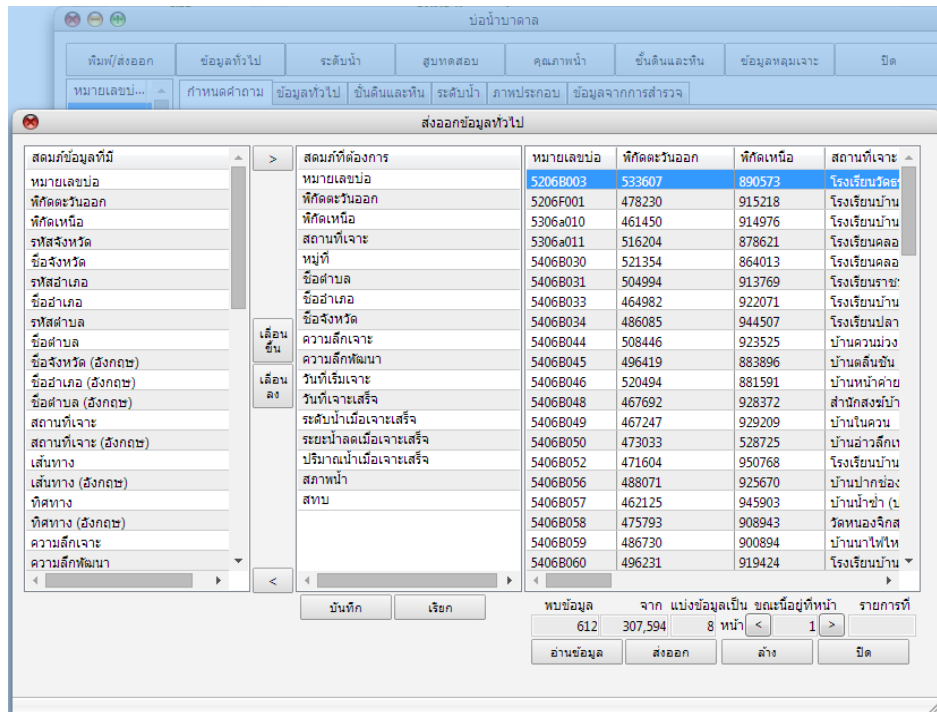 บ่อน้ำบาดาล
พิมพ์/ส่งออก ข้อมูลทั่วไป ระดับน้ำ สูบทดสอบ คุณภาพน้ำ ชั้นดินและหิน ข้อมูลหลุมเจาะ ปิด
หมายเลขบ่... กำหนดคำถาม ข้อมูลทั่วไป ชั้นดินและหิน ระดับน้ำ ภาพประกอบ ข้อมูลจากการสำรวจ
ส่งออกข้อมูลทั่วไป
สดมภ์ข้อมูลที่มี
หมายเลขบ่อ
พิกัดตะวันออก
พิกัดเหนือ
รหัสจังหวัด
ชื่อจังหวัด
รหัสอำเภอ
ชื่ออำเภอ
รหัสตำบล
ชื่อตำบล
ชื่อจังหวัด (อังกฤษ)
ชื่ออำเภอ (อังกฤษ)
ชื่อตำบล (อังกฤษ)
สถานที่เจาะ
สถานที่เจาะ (อังกฤษ)
เส้นทาง
เส้นทาง (อังกฤษ)
ทิศทาง
ทิศทาง (อังกฤษ)
ความลึกเจาะ
ความลึกพัฒนา
>
เลื่อน
ขึ้น
เลื่อน
ลง
<
สดมภ์ที่ต้องการ
หมายเลขบ่อ
พิกัดตะวันออก
พิกัดเหนือ
สถานที่เจาะ
หมู่ที่
ชื่อตำบล
ชื่ออำเภอ
ชื่อจังหวัด
ความลึกเจาะ
ความลึกพัฒนา
วันที่เริ่มเจาะ
วันที่เจาะเสร็จ
ระดับน้ำเมื่อเจาะเสร็จ
ระยะน้ำลดเมื่อเจาะเสร็จ
ปริมาณน้ำเมื่อเจาะเสร็จ
สภาพน้ำ
สทบ
บันทึก เรียก
หมายเลขบ่อ พิกัดตะวันออก พิกัดเหนือ สถานที่เจาะ
5206B003 533607 890573 โรงเรียนวัดธ
5206F001 478230 915218 โรงเรียนบ้าน
5306a010 461450 914976 โรงเรียนบ้าน
5306a011 516204 878621 โรงเรียนคลอ
5406B030 521354 864013 โรงเรียนคลอ
5406B031 504994 913769 โรงเรียนราช
5406B033 464982 922071 โรงเรียนบ้าน
5406B034 486085 944507 โรงเรียนปลา
5406B044 508446 923525 บ้านควนม่วง
5406B045 496419 883896 บ้านตลิ่งชัน
5406B046 520494 881591 บ้านหน้าค่าย
5406B048 467692 928372 สำนักสงฆ์บ้า
5406B049 467247 929209 บ้านในควน
5406B050 473033 528725 บ้านอ่าวลึกเ
5406B052 471604 950768 โรงเรียนบ้าน
5406B056 488071 925670 บ้านปากช่อง
5406B057 462125 945903 บ้านน้ำซ่ำ (บ
5406B058 475793 908943 วัดหนองจิกส
5406B059 486730 900894 บ้านนาไฟไห
5406B060 496231 919424 โรงเรียนบ้าน
พบข้อมูล จาก แบ่งข้อมูลเป็น ขณะนี้อยู่ที่หน้า รายการที่
612 307,594 8 หน้า < 1 >
อ่านข้อมูล ส่งออก ล้าง ปิด